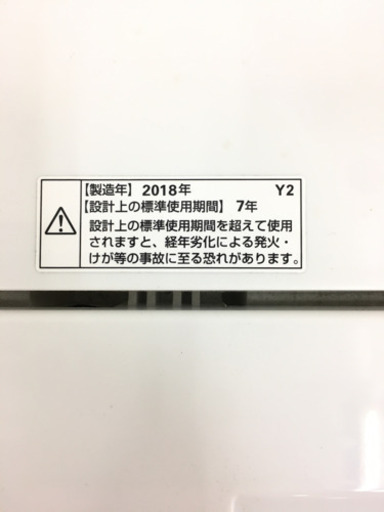 【製造年】2018年 Y2
【設計上の標準使用期間】 7年
設計上の標準使用期間を超えて使用
されますと、経年劣化による発火・
けが等の事故に至る恐れがあります。